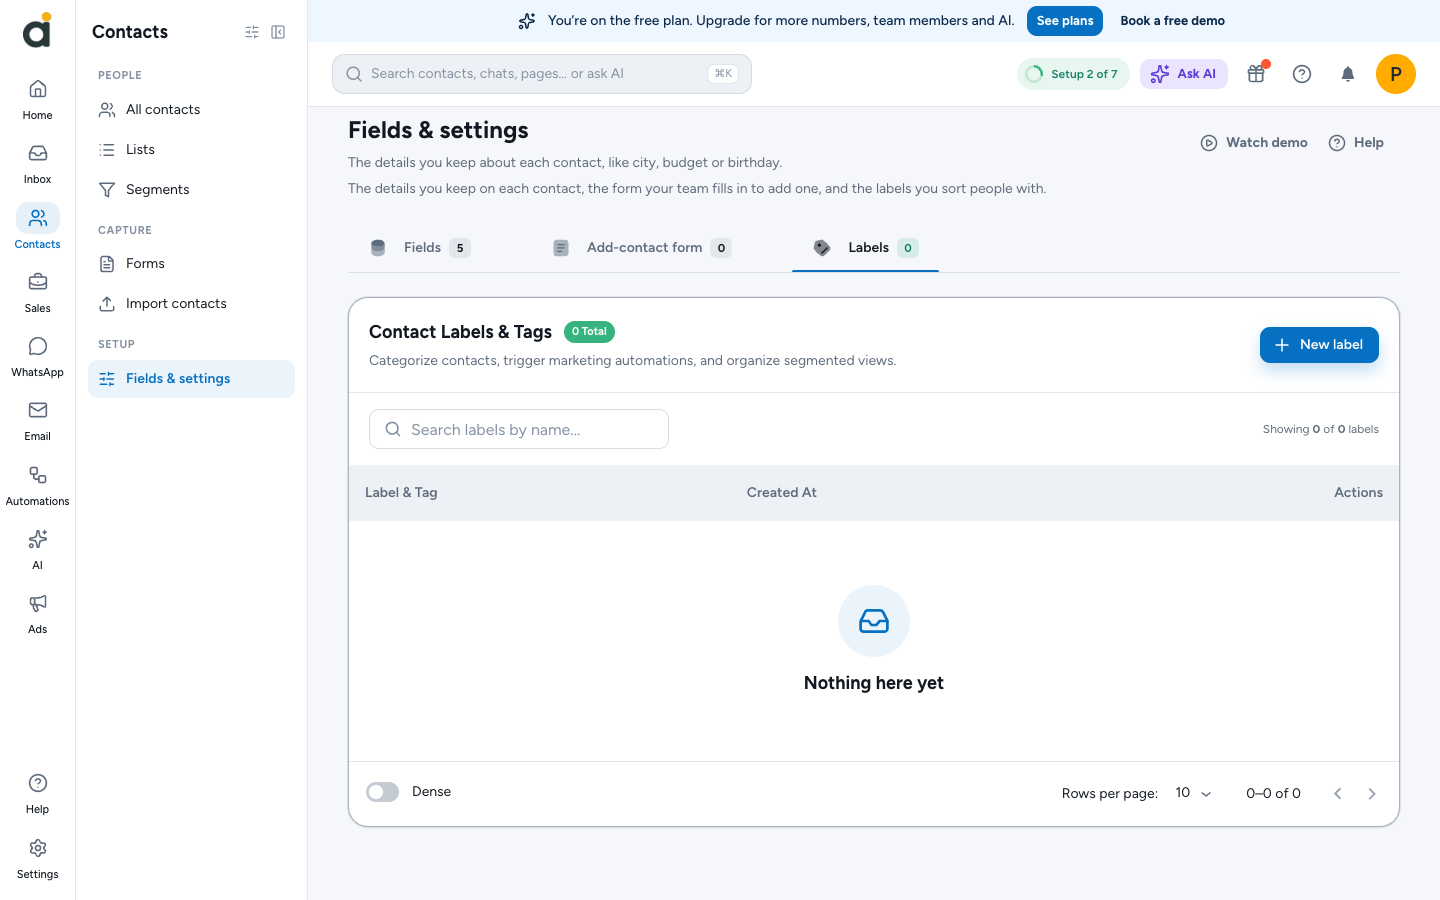 You're on the free plan. Upgrade for more numbers, team members and AI. See plans Book a free demo
Home
Inbox
Contacts
Sales
WhatsApp
Email
Automations
AI
Ads
Help
Settings
Contacts
PEOPLE
All contacts
Lists
Segments
CAPTURE
Forms
Import contacts
SETUP
Fields & settings
Search contacts, chats, pages... or ask AI ⌘K
Setup 2 of 7 Ask AI P
Fields & settings
The details you keep about each contact, like city, budget or birthday.
The details you keep on each contact, the form your team fills in to add one, and the labels you sort people with.
Watch demo Help
Fields 5 Add-contact form 0 Labels 0
Contact Labels & Tags 0 Total
Categorize contacts, trigger marketing automations, and organize segmented views.
New label
Search labels by name...
Showing 0 of 0 labels
Label & Tag Created At Actions
Nothing here yet
Dense
Rows per page: 10 0–0 of 0